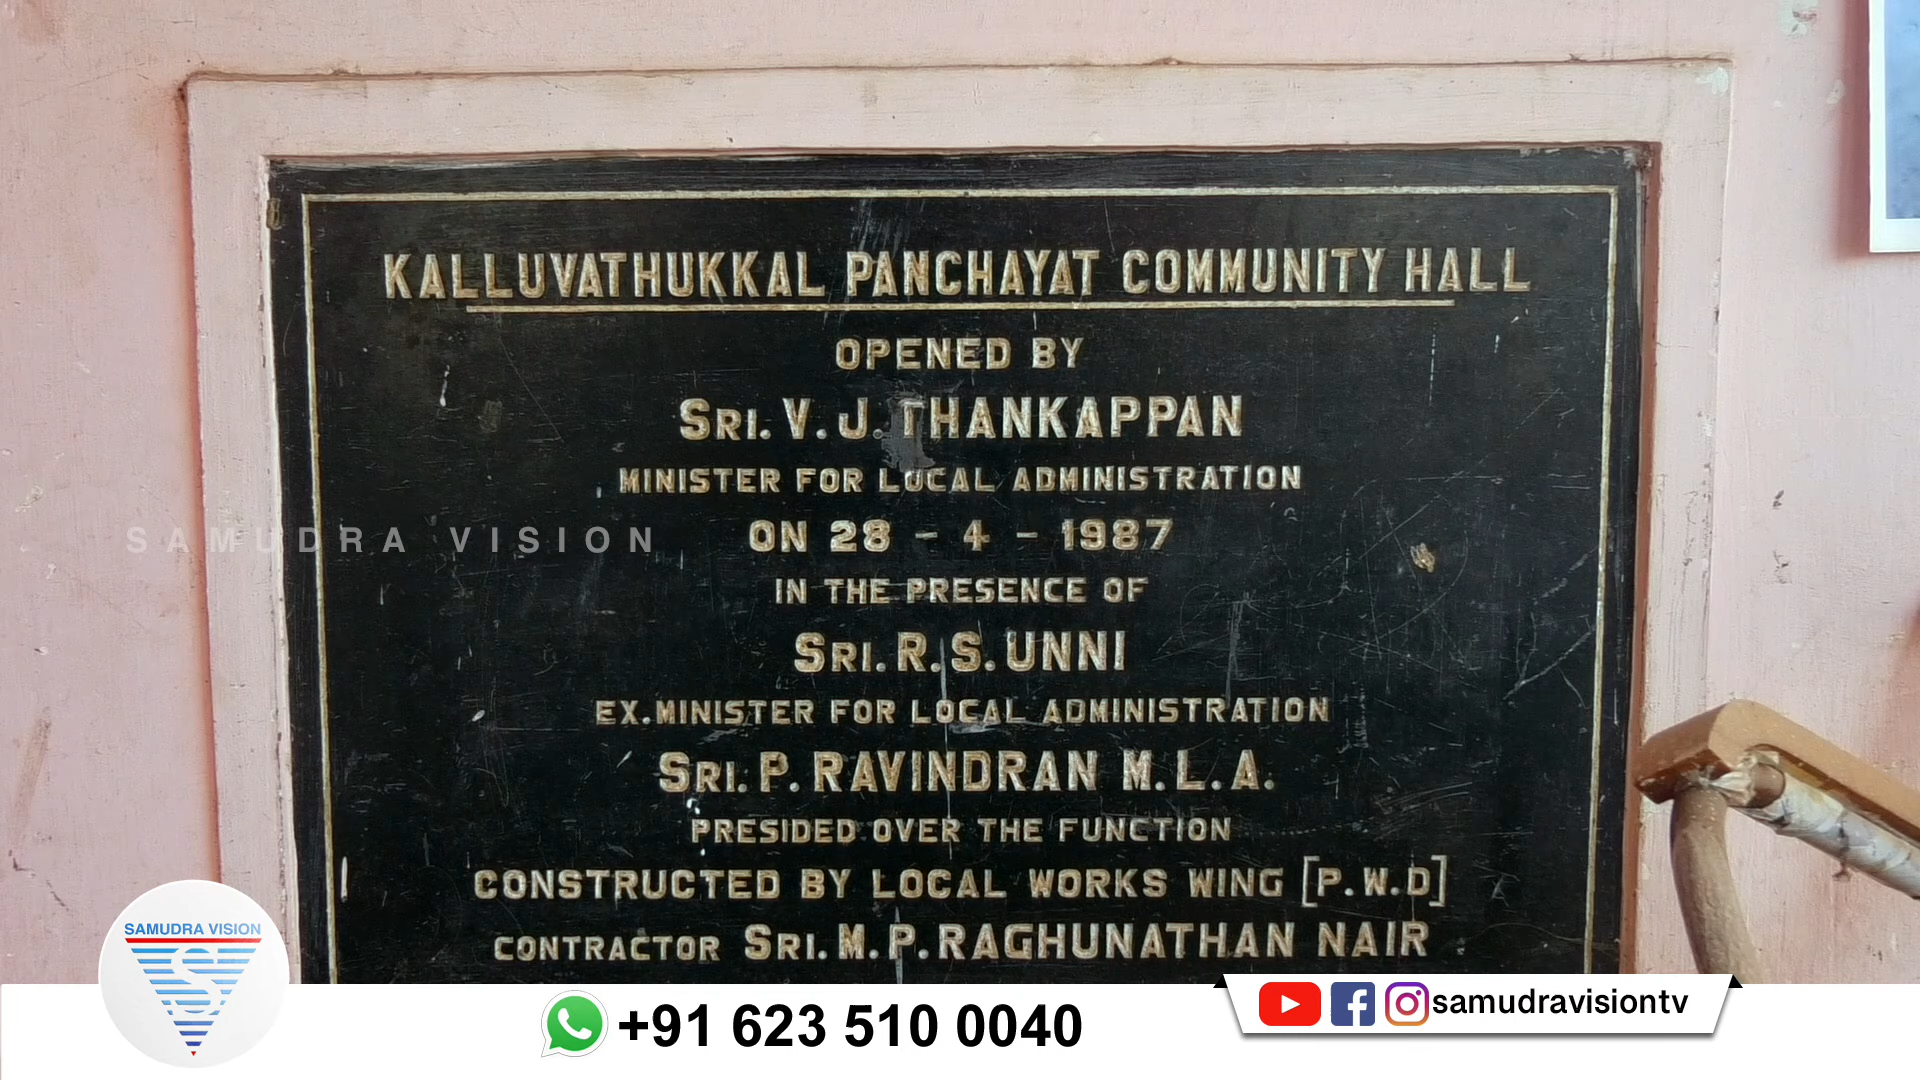 KALLUVATHUKKAL PANCHAYAT COMMUNITY HALL
OPENED BY
SRI. V. J. THANKAPPAN
MINISTER FOR LOCAL ADMINISTRATION
ON 28 - 4 - 1987
IN THE PRESENCE OF
SRI. R. S. UNNI
EX. MINISTER FOR LOCAL ADMINISTRATION
SRI. P. RAVINDRAN M. L. A.
PRESIDED OVER THE FUNCTION
CONSTRUCTED BY LOCAL WORKS WING [P.W.D]
CONTRACTOR SRI. M. P. RAGHUNATHAN NAIR
SAMUDRA VISION
SAMUDRA VISION
+91 623 510 0040
samudravisiontv